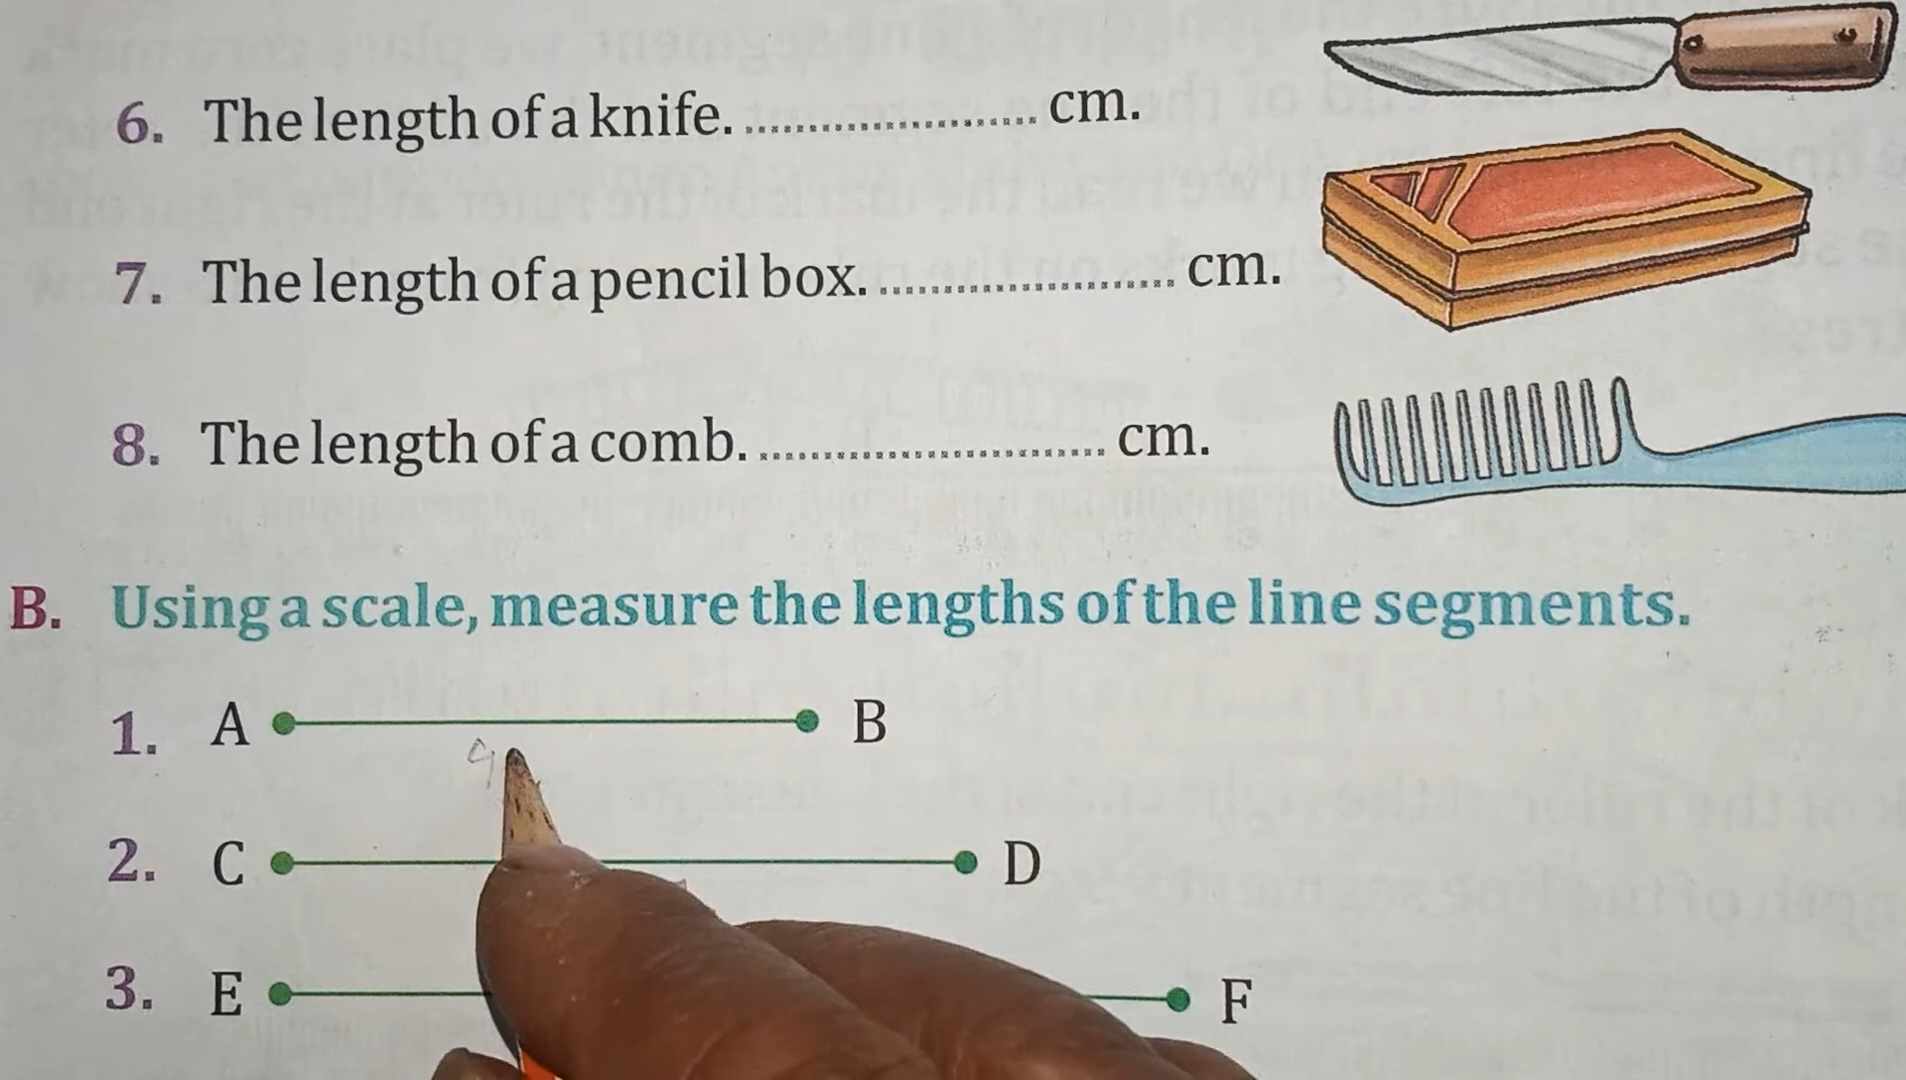 6. The length of a knife. ........................ cm.
7. The length of a pencil box. ........................ cm.
8. The length of a comb. ........................... cm.
B. Using a scale, measure the lengths of the line segments.
1. A B
2. C D
3. E F